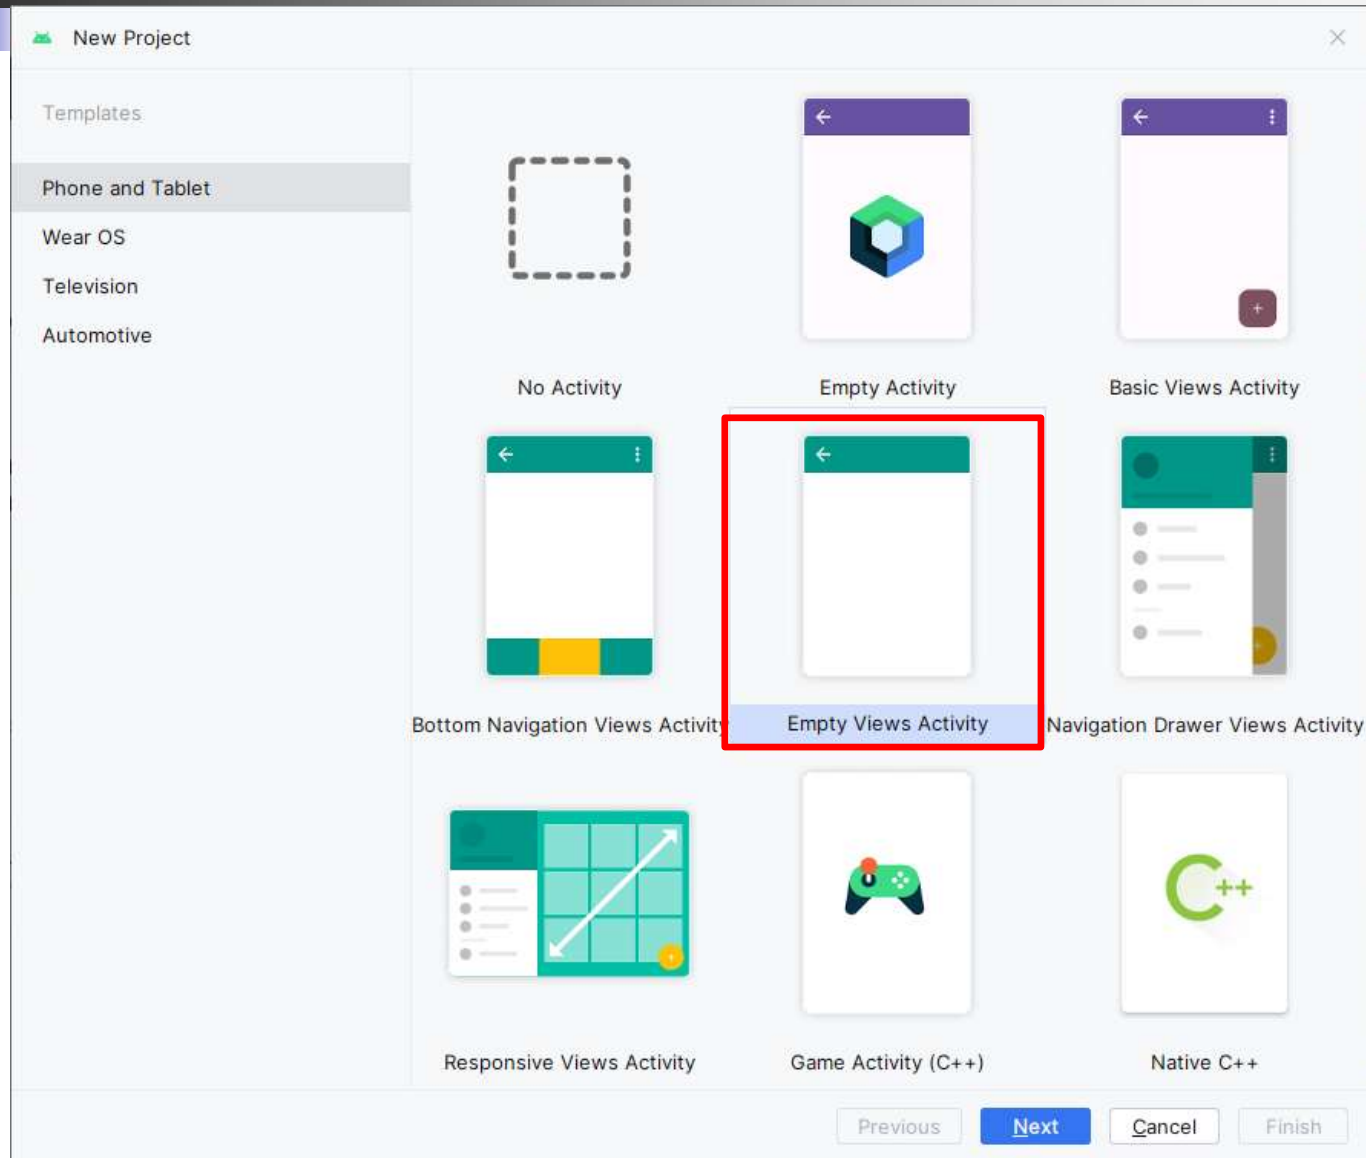 New Project
Templates
Phone and Tablet
Wear OS
Television
Automotive
No Activity
Empty Activity
Basic Views Activity
Bottom Navigation Views Activity
Empty Views Activity
Navigation Drawer Views Activity
Responsive Views Activity
Game Activity (C++)
C++
Native C++
Previous
Next
Cancel
Finish